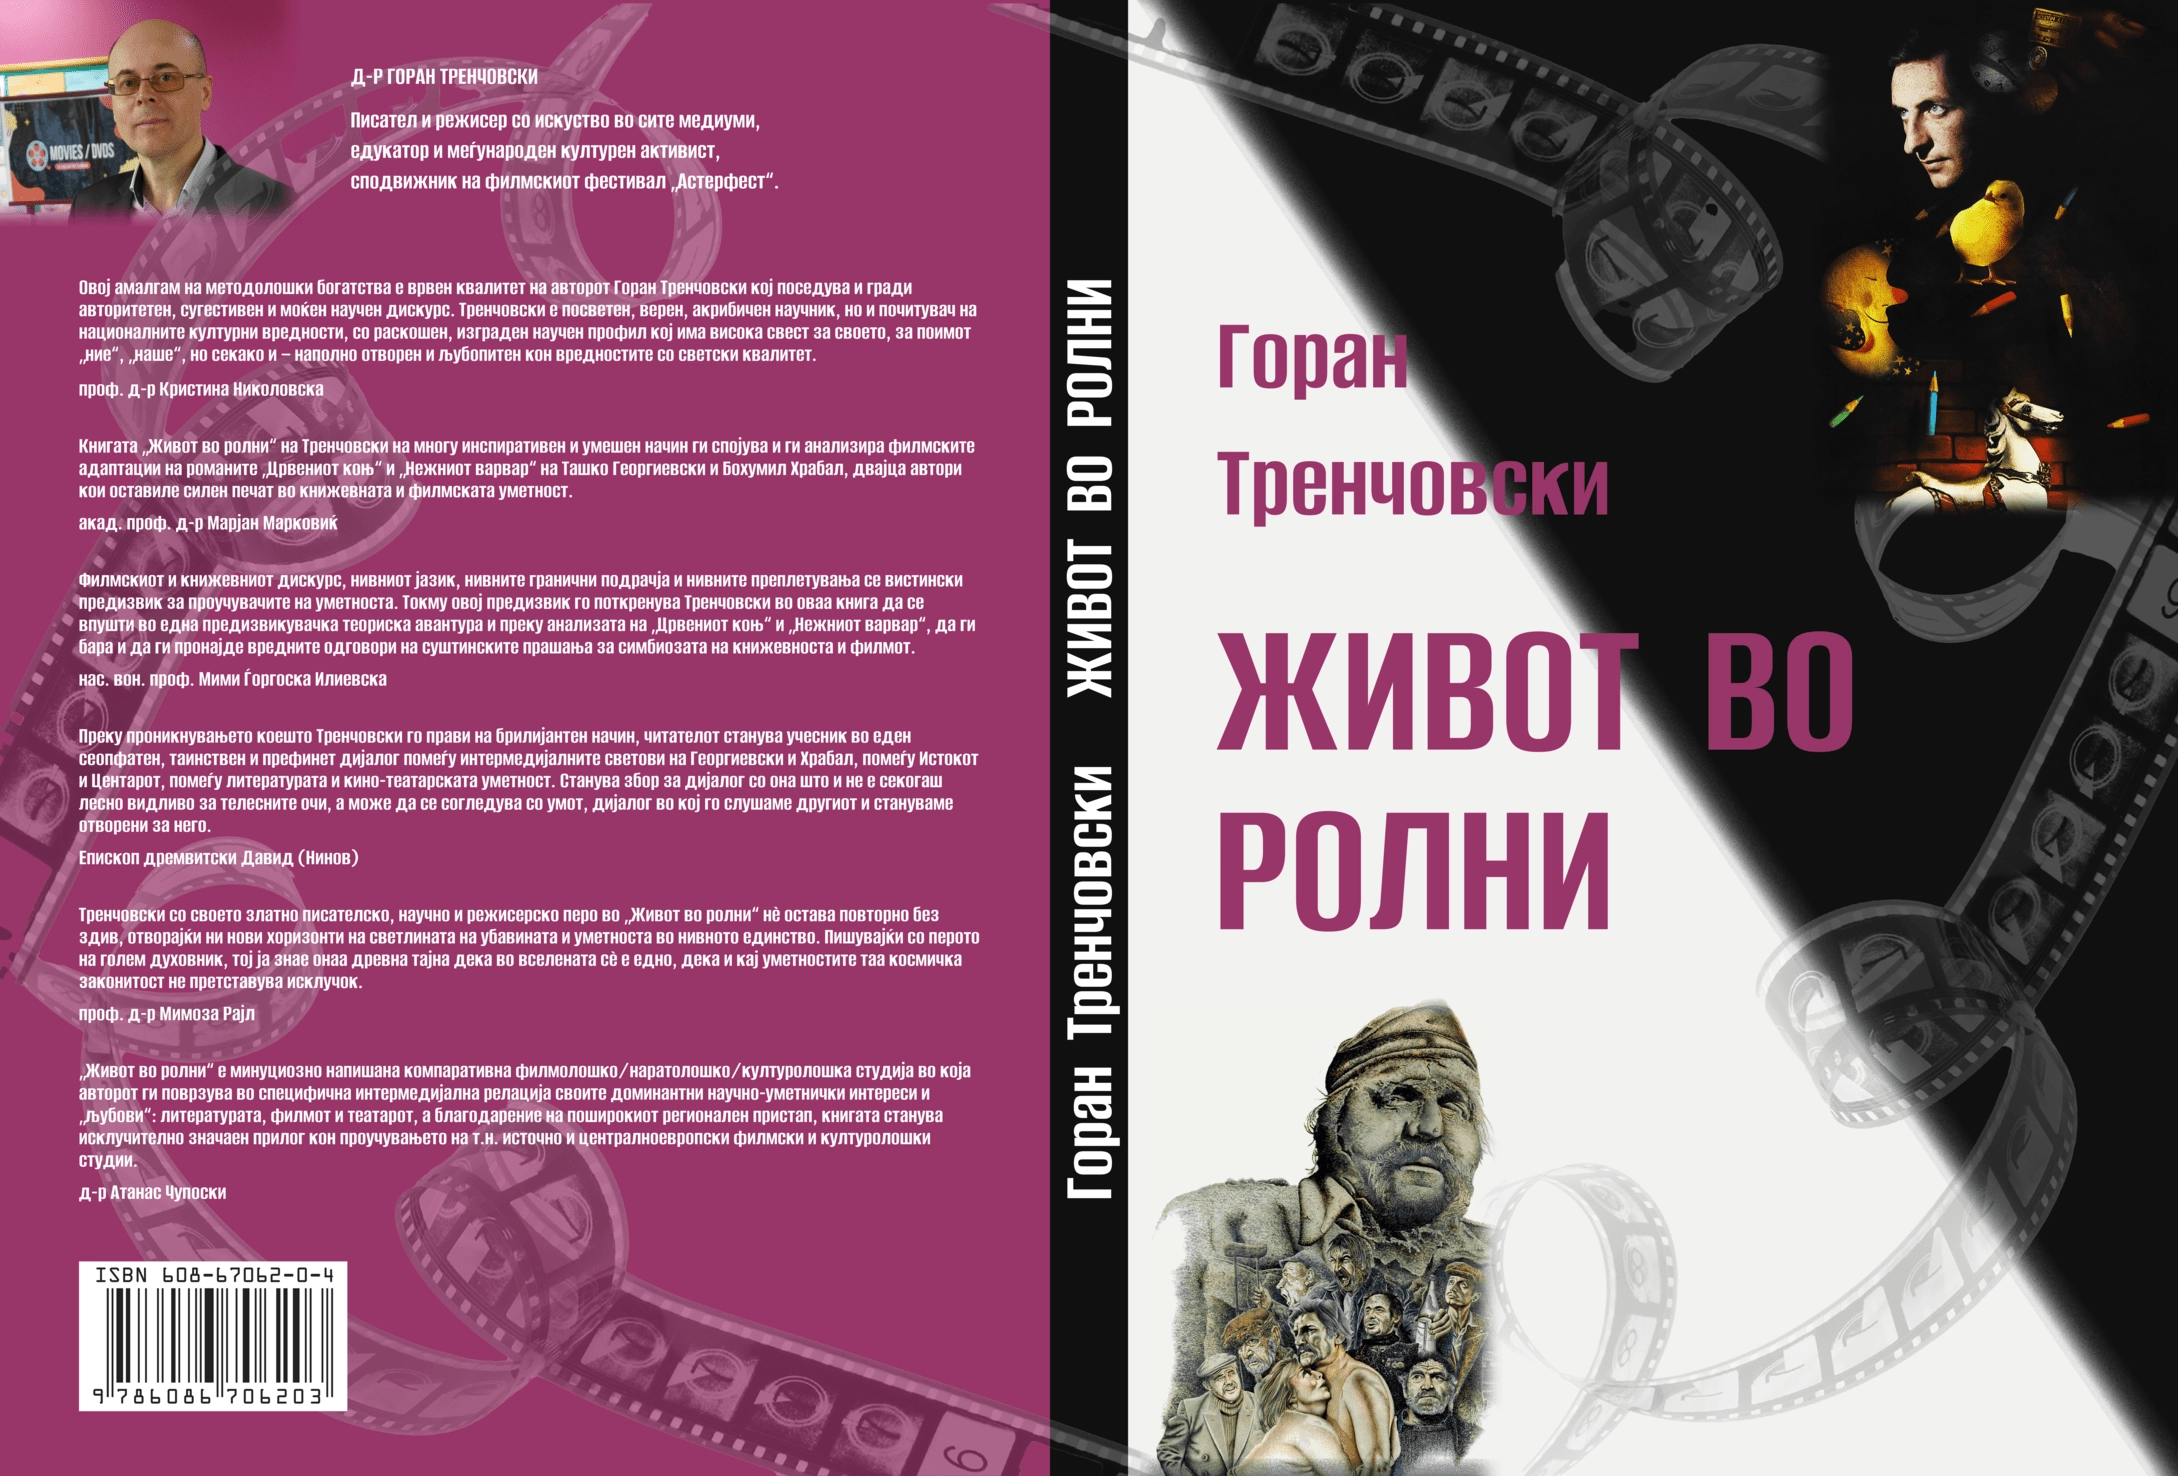 MOVIES / DVDS
Д-Р ГОРАН ТРЕНЧОВСКИ
Писател и режисер со искуство во сите медиуми,
едукатор и меѓународен културен активист,
сподвижник на филмскиот фестивал „Астерфест“.
Овој амалгам на методолошки богатства е врвен квалитет на авторот Горан Тренчовски кој поседува и гради
авторитетен, сугестивен и моќен научен дискурс. Тренчовски е посветен, верен, акрибичен научник, но и почитувач на
националните културни вредности, со раскошен, изграден научен профил кој има висока свест за своето, за поимот
„ние“, „наше“, но секако и – наполно отворен и љубопитен кон вредностите со светски квалитет.
проф. д-р Кристина Николовска
Книгата „Живот во ролни“ на Тренчовски на многу инспиративен и умешен начин ги спојува и ги анализира филмските
адаптации на романите „Црвениот коњ“ и „Нежниот варвар“ на Ташко Георгиевски и Бохумил Храбал, двајца автори
кои оставиле силен печат во книжевната и филмската уметност.
акад. проф. д-р Марјан Марковиќ
Филмскиот и книжевниот дискурс, нивниот јазик, нивните гранични подрачја и нивните преплетувања се вистински
предизвик за проучувачите на уметноста. Токму овој предизвик го поткренува Тренчовски во оваа книга да се
впушти во една предизвикувачка теориска авантура и преку анализата на „Црвениот коњ“ и „Нежниот варвар“, да ги
бара и да ги пронајде вредните одговори на суштинските прашања за симбиозата на книжевноста и филмот.
нас. вон. проф. Мими Ѓоргоска Илиевска
Преку проникнувањето коешто Тренчовски го прави на брилијантен начин, читателот станува учесник во еден
сеопфатен, таинствен и префинет дијалог помеѓу интермедијалните светови на Георгиевски и Храбал, помеѓу Истокот
и Центарот, помеѓу литературата и кино-театарската уметност. Станува збор за дијалог со она што и не е секогаш
лесно видливо за телесните очи, а може да се согледува со умот, дијалог во кој го слушаме другиот и стануваме
отворени за него.
Епископ дремвитски Давид (Нинов)
Тренчовски со своето златно писателско, научно и режисерско перо во „Живот во ролни“ нѐ остава повторно без
здив, отворајќи ни нови хоризонти на светлината на убавината и уметноста во нивното единство. Пишувајќи со перото
на голем духовник, тој ја знае онаа древна тајна дека во вселената сѐ е едно, дека и кај уметностите таа космичка
законитост не претставува исклучок.
проф. д-р Мимоза Рајл
„Живот во ролни“ е минуциозно напишана компаративна филмолошко/наратолошко/културолошка студија во која
авторот ги поврзува во специфична интермедијална релација своите доминантни научно-уметнички интереси и
„љубови“: литературата, филмот и театарот, а благодарение на поширокиот регионален пристап, книгата станува
исклучително значаен прилог кон проучувањето на т.н. источно и централноевропски филмски и културолошки
студии.
д-р Атанас Чупоски
ISBN 608-67062-0-4
9 786086 706203
Горан Тренчовски ЖИВОТ ВО РОЛНИ
Горан
Тренчовски
ЖИВОТ ВО
РОЛНИ